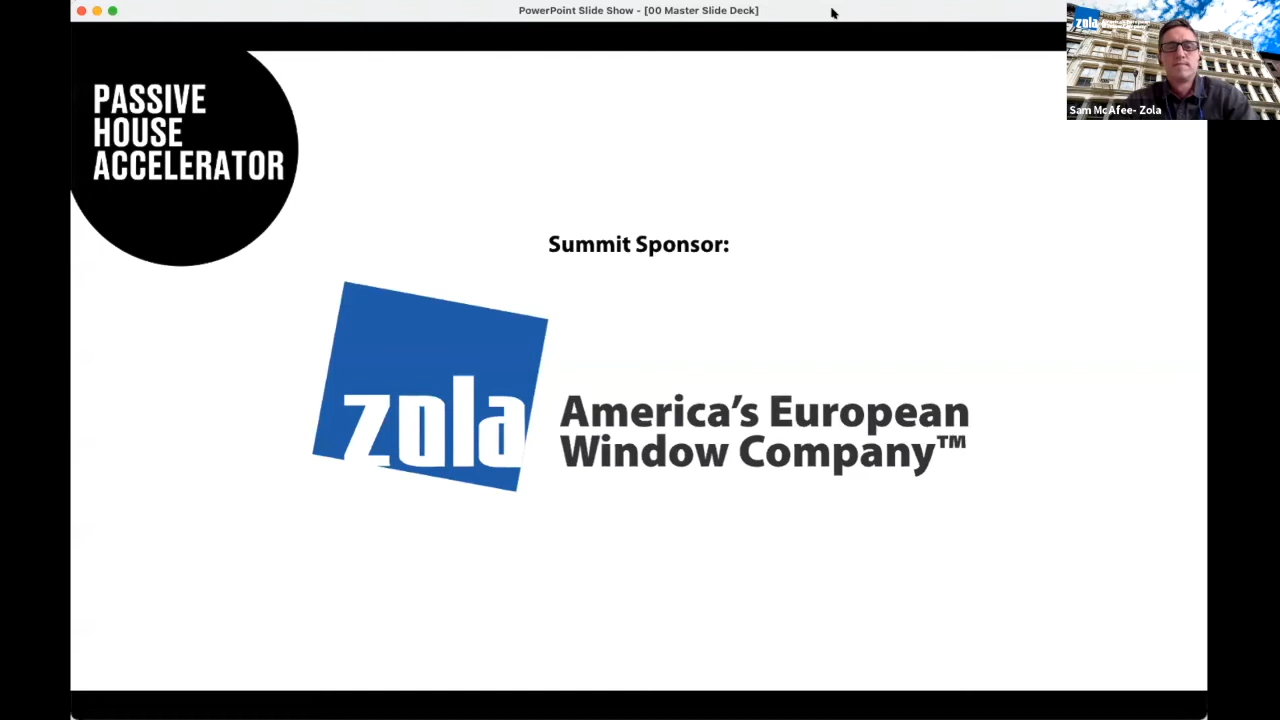 PowerPoint Slide Show - [00 Master Slide Deck]
zola
Sam McAfee- Zola
PASSIVE
HOUSE
ACCELERATOR
Summit Sponsor:
zola
America's European
Window Company™